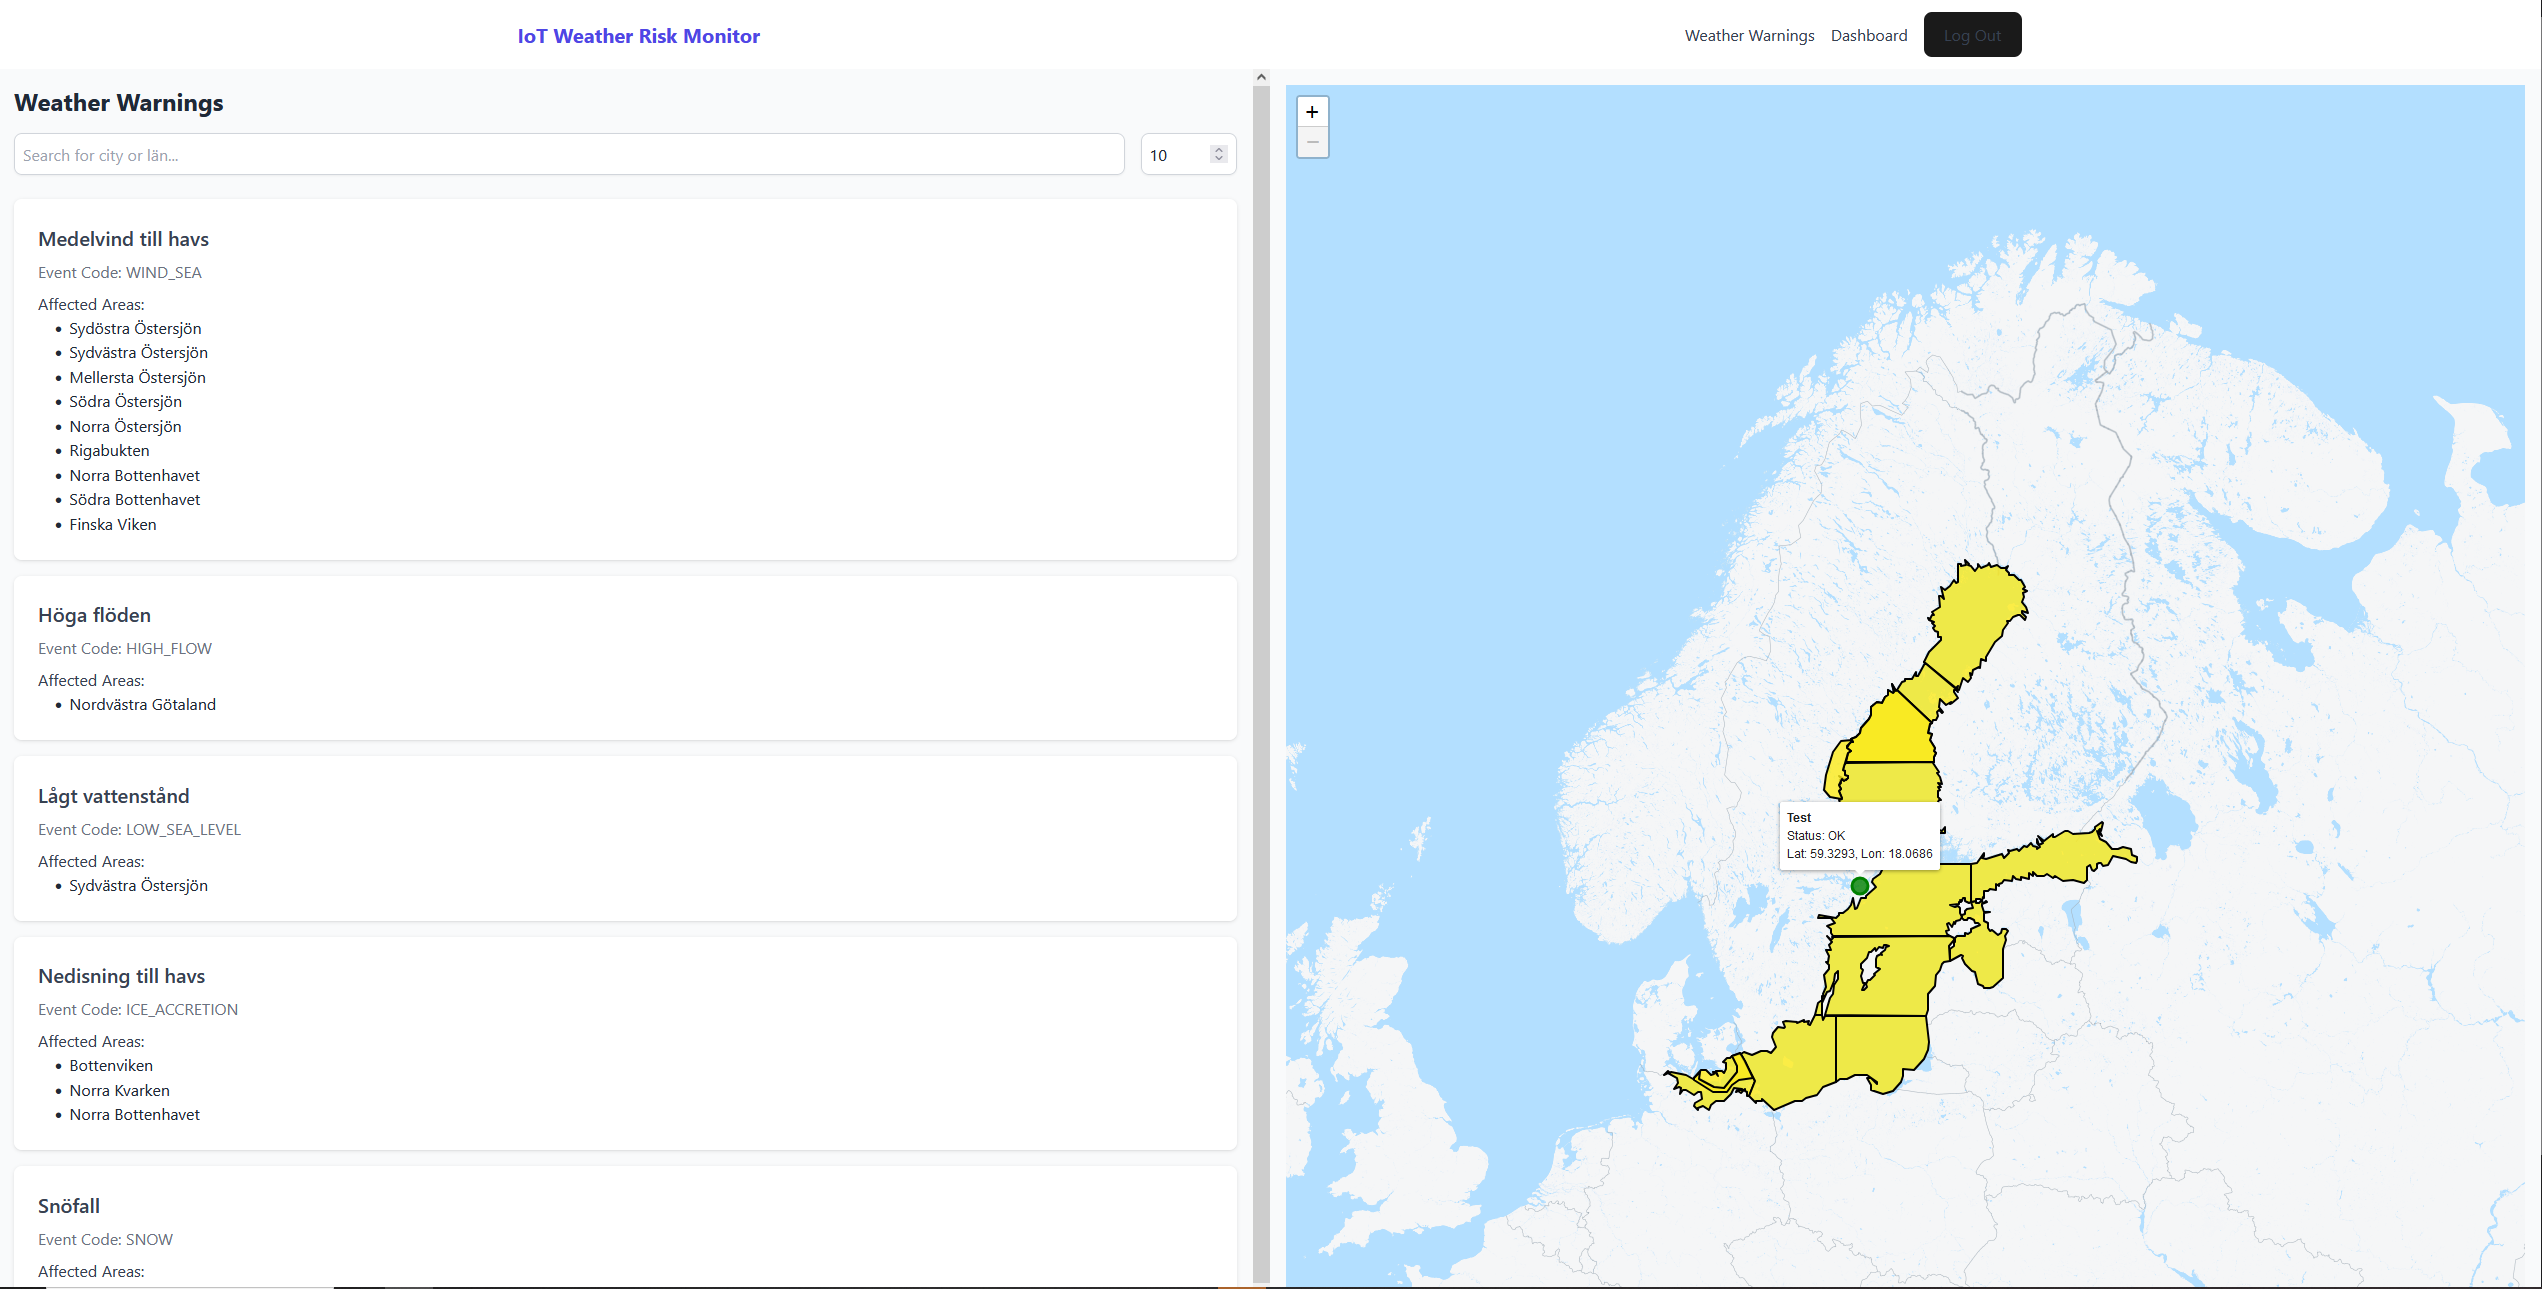 IoT Weather Risk Monitor
Weather Warnings
Dashboard
Log Out
Weather Warnings
Search for city or län...
10
Medelvind till havs
Event Code: WIND_SEA
Affected Areas:
• Sydöstra Östersjön
• Sydvästra Östersjön
• Mellersta Östersjön
• Södra Östersjön
• Norra Östersjön
• Rigabukten
• Norra Bottenhavet
• Södra Bottenhavet
• Finska Viken
Höga flöden
Event Code: HIGH_FLOW
Affected Areas:
• Nordvästra Götaland
Lågt vattenstånd
Event Code: LOW_SEA_LEVEL
Affected Areas:
• Sydvästra Östersjön
Nedisning till havs
Event Code: ICE_ACCRETION
Affected Areas:
• Bottenviken
• Norra Kvarken
• Norra Bottenhavet
Snöfall
Event Code: SNOW
Affected Areas:
+
−
Test
Status: OK
Lat: 59.3293, Lon: 18.0686